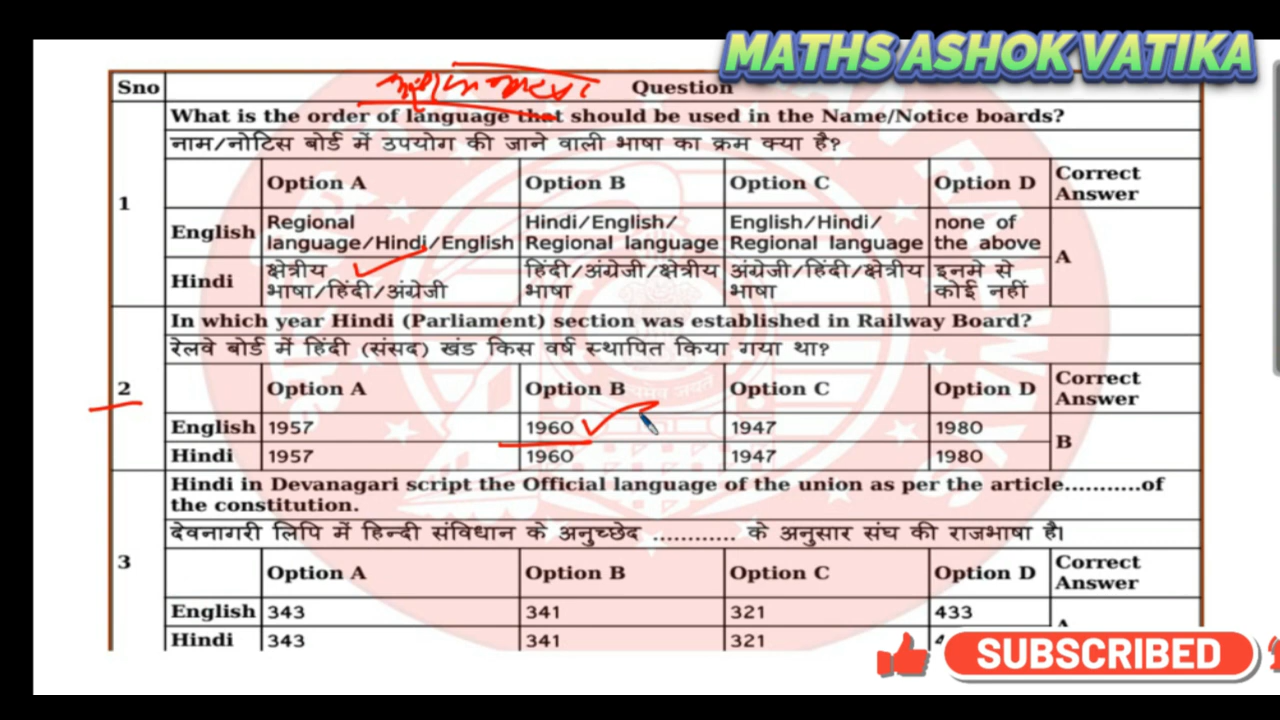 MATHS ASHOK VATIKA
Sno Question
What is the order of language that should be used in the Name/Notice boards?
नाम/नोटिस बोर्ड में उपयोग की जाने वाली भाषा का क्रम क्या है?
1
Option A Option B Option C Option D Correct Answer
English Regional language/Hindi/English Hindi/English/Regional language English/Hindi/Regional language none of the above A
Hindi क्षेत्रीय भाषा/हिंदी/अंग्रेजी हिंदी/अंग्रेजी/क्षेत्रीय भाषा अंग्रेजी/हिंदी/क्षेत्रीय भाषा इनमे से कोई नहीं
In which year Hindi (Parliament) section was established in Railway Board?
रेलवे बोर्ड में हिंदी (संसद) खंड किस वर्ष स्थापित किया गया था?
2
Option A Option B Option C Option D Correct Answer
English 1957 1960 1947 1980 B
Hindi 1957 1960 1947 1980
Hindi in Devanagari script the Official language of the union as per the article...........of
the constitution.
देवनागरी लिपि में हिन्दी संविधान के अनुच्छेद ............ के अनुसार संघ की राजभाषा है।
3
Option A Option B Option C Option D Correct Answer
English 343 341 321 433 A
Hindi 343 341 321
SUBSCRIBED